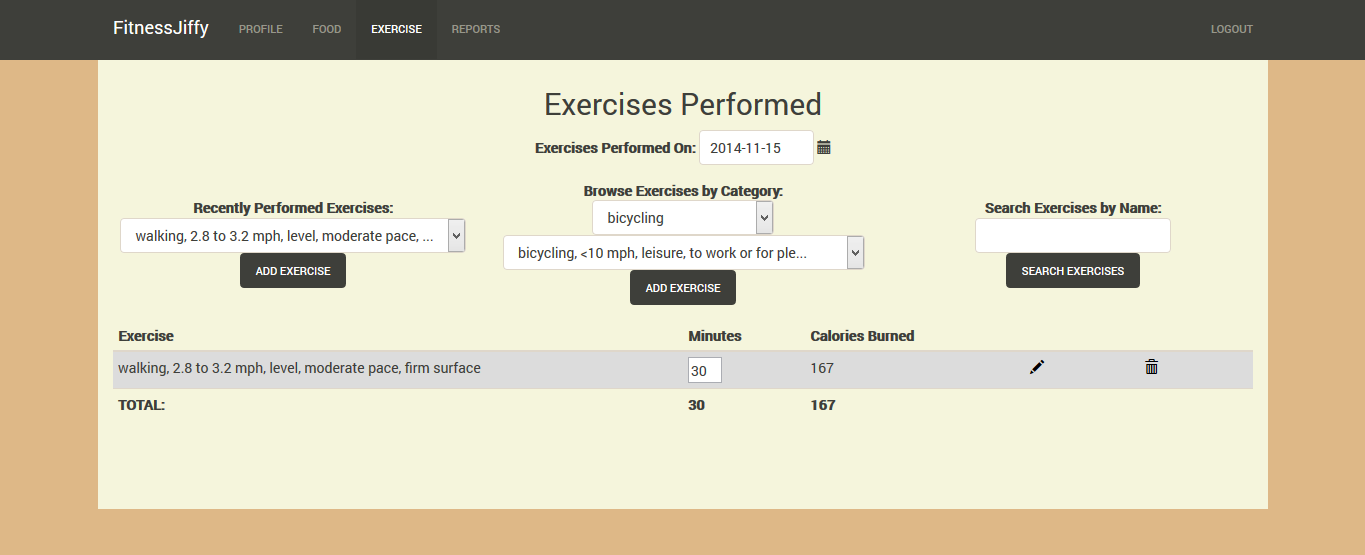 FitnessJiffy PROFILE FOOD EXERCISE REPORTS LOGOUT
Exercises Performed
Exercises Performed On: 2014-11-15
Recently Performed Exercises:
walking, 2.8 to 3.2 mph, level, moderate pace, ...
ADD EXERCISE
Browse Exercises by Category:
bicycling
bicycling, <10 mph, leisure, to work or for ple...
ADD EXERCISE
Search Exercises by Name:
SEARCH EXERCISES
Exercise Minutes Calories Burned
walking, 2.8 to 3.2 mph, level, moderate pace, firm surface 30 167
TOTAL: 30 167